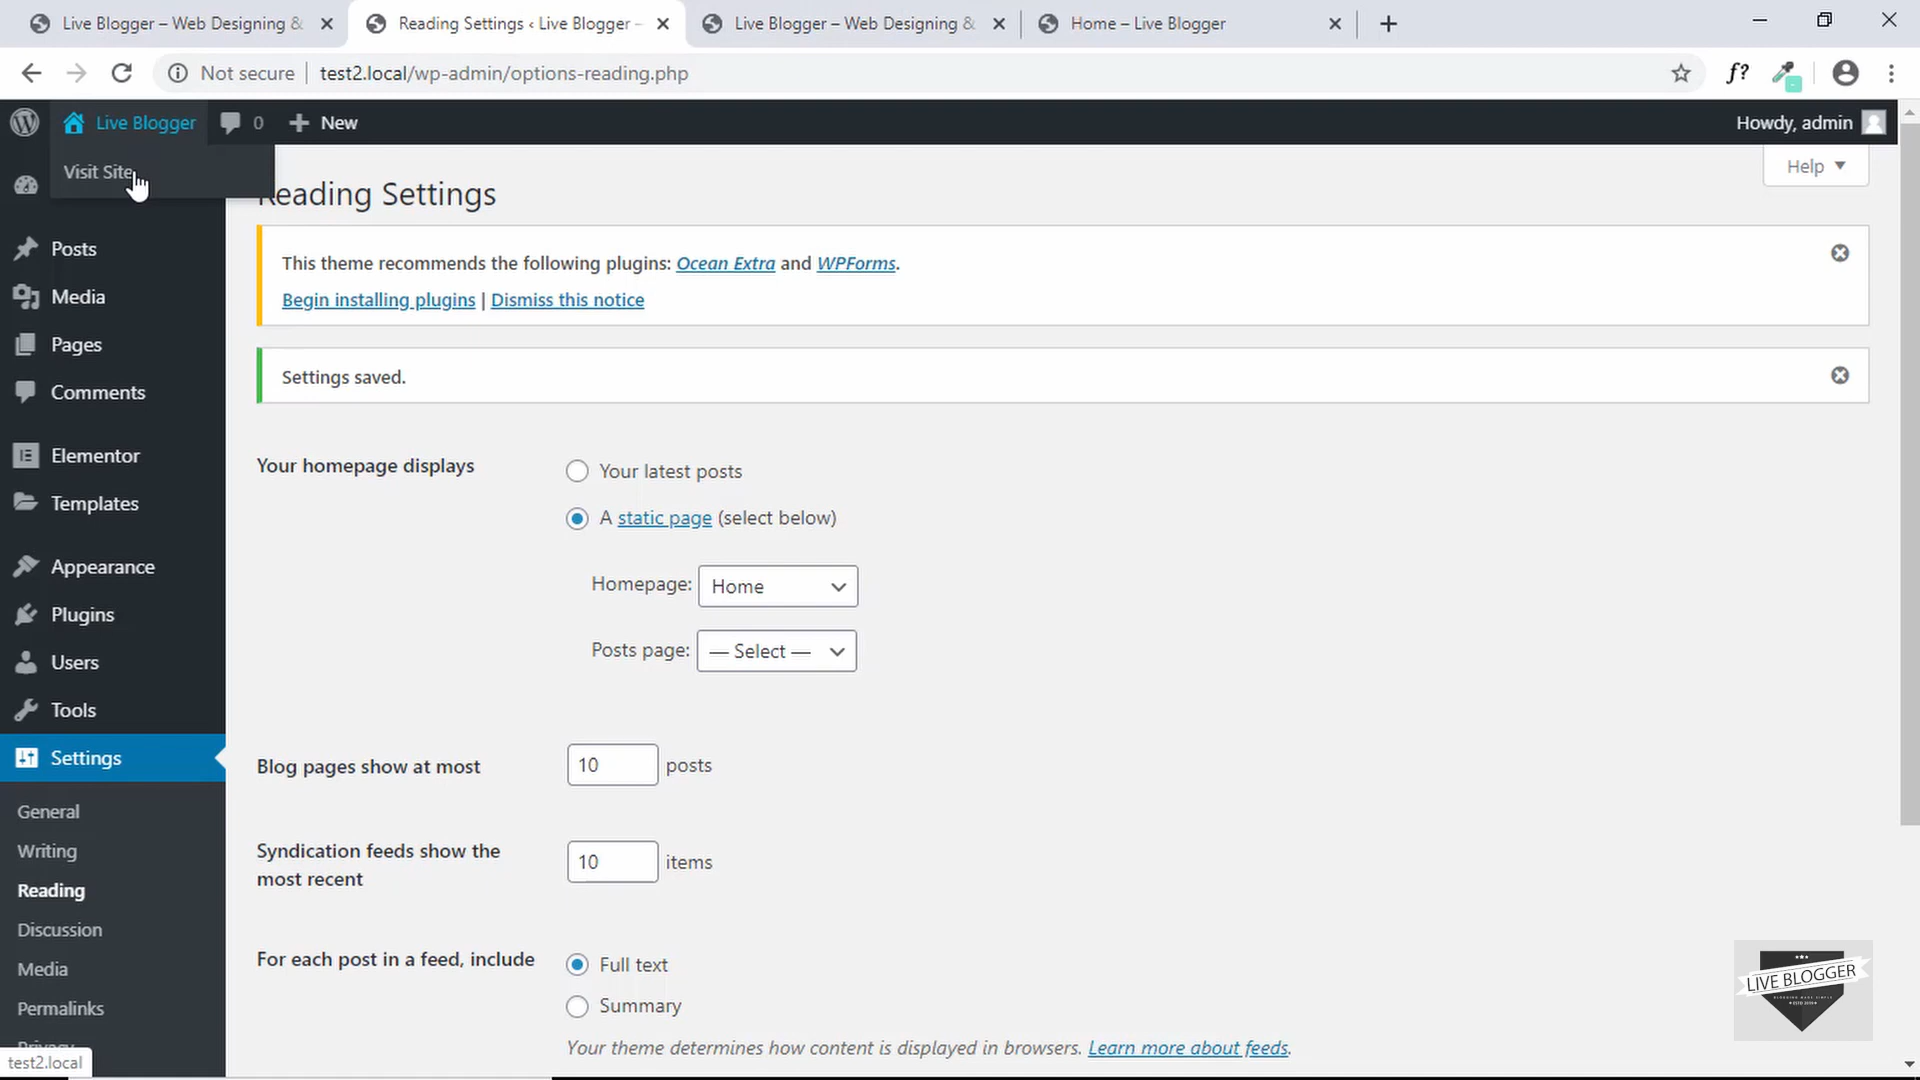 Live Blogger – Web Designing &
Reading Settings ‹ Live Blogger –
Live Blogger – Web Designing &
Home – Live Blogger
Not secure
test2.local/wp-admin/options-reading.php
f?
Live Blogger
0
New
Howdy, admin
Visit Site
Help
Reading Settings
This theme recommends the following plugins: Ocean Extra and WPForms.
Begin installing plugins | Dismiss this notice
Settings saved.
Posts
Media
Pages
Comments
Elementor
Templates
Appearance
Plugins
Users
Tools
Settings
General
Writing
Reading
Discussion
Media
Permalinks
Privacy
test2.local
Your homepage displays
Your latest posts
A static page (select below)
Homepage: Home
Posts page: — Select —
Blog pages show at most
10 posts
Syndication feeds show the
most recent
10 items
For each post in a feed, include
Full text
Summary
Your theme determines how content is displayed in browsers. Learn more about feeds.
LIVE BLOGGER